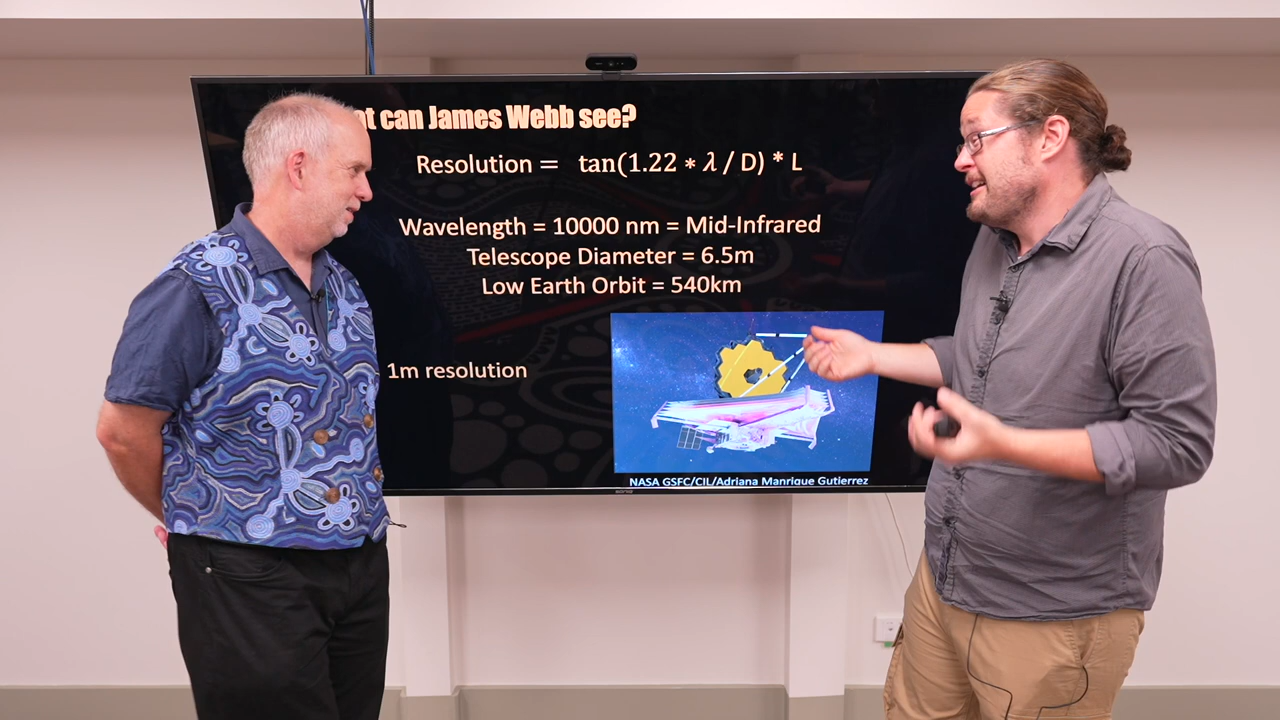 t can James Webb see?
Resolution = tan(1.22 * λ / D) * L
Wavelength = 10000 nm = Mid-Infrared
Telescope Diameter = 6.5m
Low Earth Orbit = 540km
1m resolution
NASA GSFC/CIL/Adriana Manrique Gutierrez